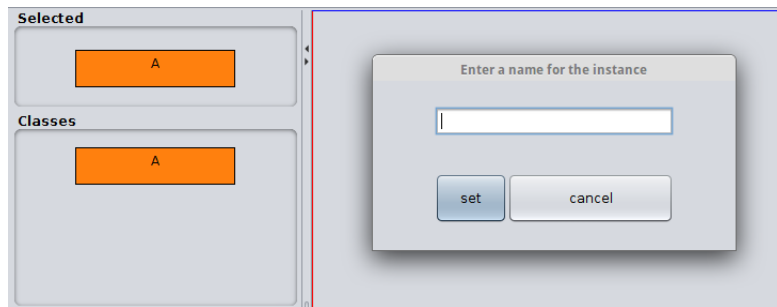 Selected
A
Classes
A
Enter a name for the instance
set
cancel